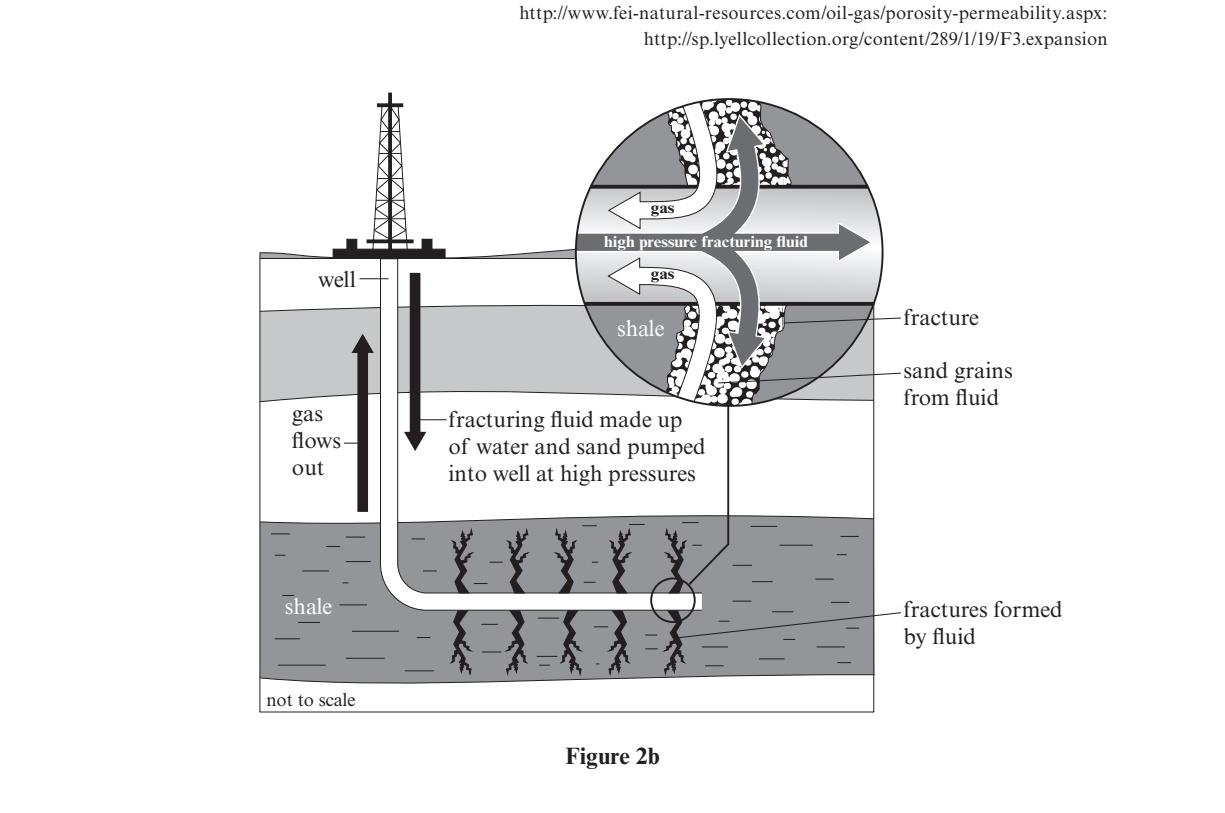 http://www.fei-natural-resources.com/oil-gas/porosity-permeability.aspx:
http://sp.lyellcollection.org/content/289/1/19/F3.expansion
gas
high pressure fracturing fluid
gas
well
shale
fracture
sand grains
from fluid
gas
flows
out
fracturing fluid made up
of water and sand pumped
into well at high pressures
shale
fractures formed
by fluid
not to scale
Figure 2b